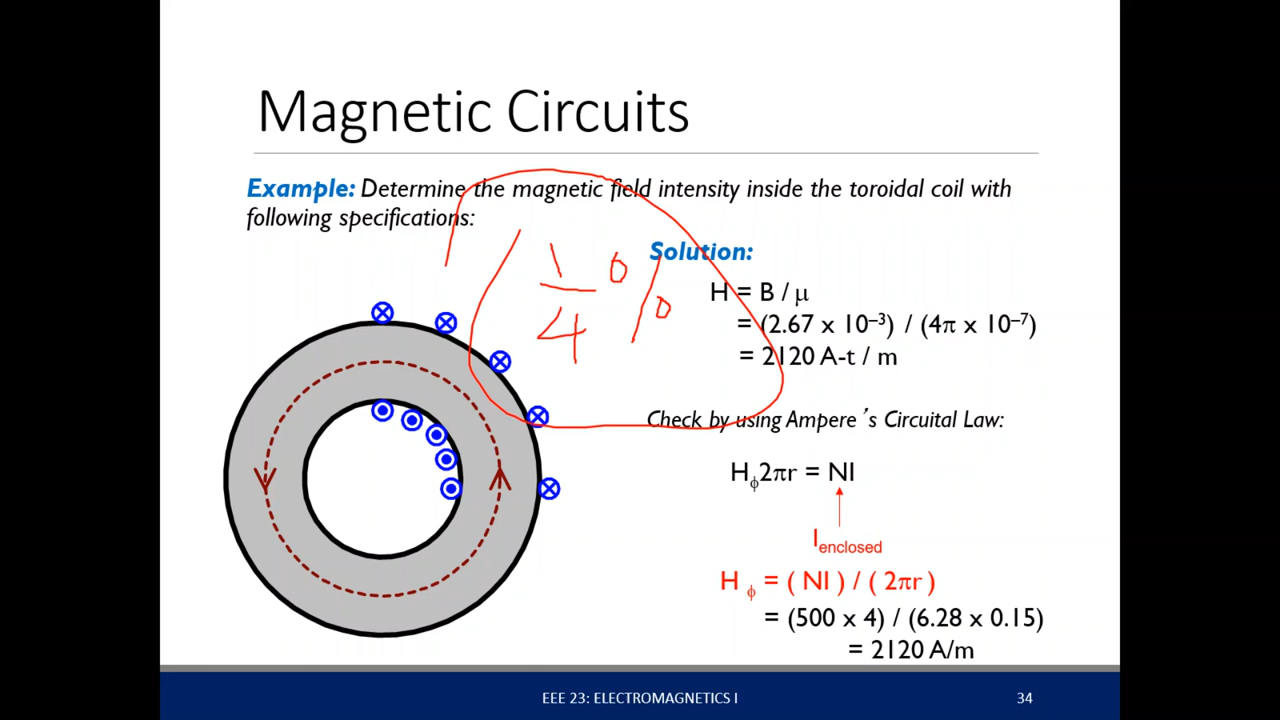 Magnetic Circuits
Example: Determine the magnetic field intensity inside the toroidal coil with
following specifications:
1/4 %
Solution:
H = B / μ
= (2.67 x 10⁻³) / (4π x 10⁻⁷)
= 2120 A-t / m
Check by using Ampere´s Circuital Law:
Hϕ2πr = NI
Ienclosed
H ϕ = ( NI ) / ( 2πr )
= (500 x 4) / (6.28 x 0.15)
= 2120 A/m
EEE 23: ELECTROMAGNETICS I
34